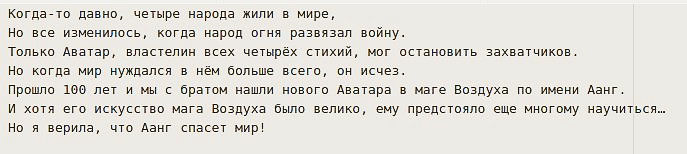 Когда-то давно, четыре народа жили в мире,
Но все изменилось, когда народ огня развязал войну.
Только Аватар, властелин всех четырёх стихий, мог остановить захватчиков.
Но когда мир нуждался в нём больше всего, он исчез.
Прошло 100 лет и мы с братом нашли нового Аватара в маге Воздуха по имени Аанг.
И хотя его искусство мага Воздуха было велико, ему предстояло еще многому научиться…
Но я верила, что Аанг спасет мир!